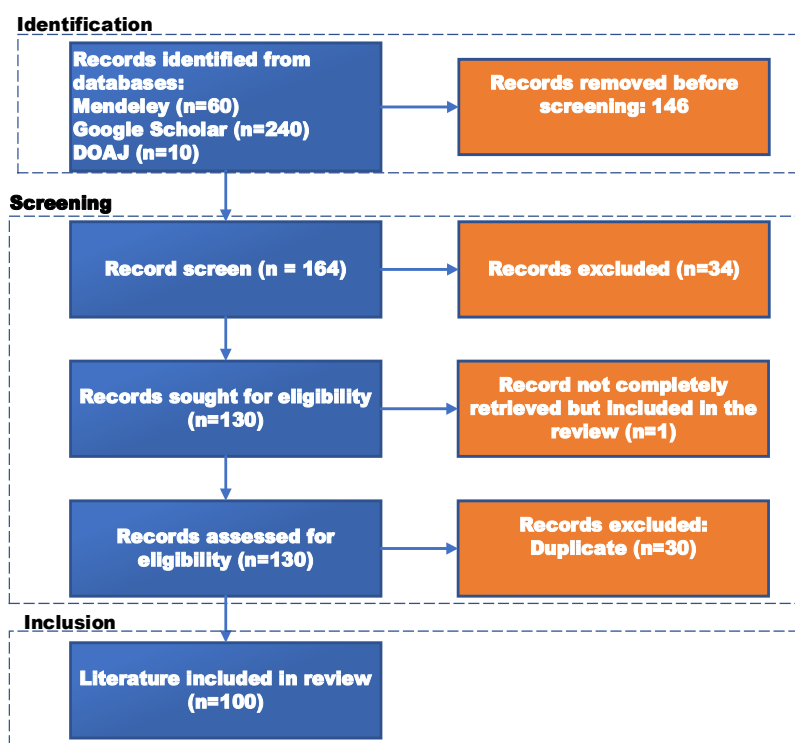 Identification
Records identified from
databases:
Mendeley (n=60)
Google Scholar (n=240)
DOAJ (n=10)
Records removed before
screening: 146
Screening
Record screen (n = 164)
Records excluded (n=34)
Records sought for eligibility
(n=130)
Record not completely
retrieved but included in the
review (n=1)
Records assessed for
eligibility (n=130)
Records excluded:
Duplicate (n=30)
Inclusion
Literature included in review
(n=100)